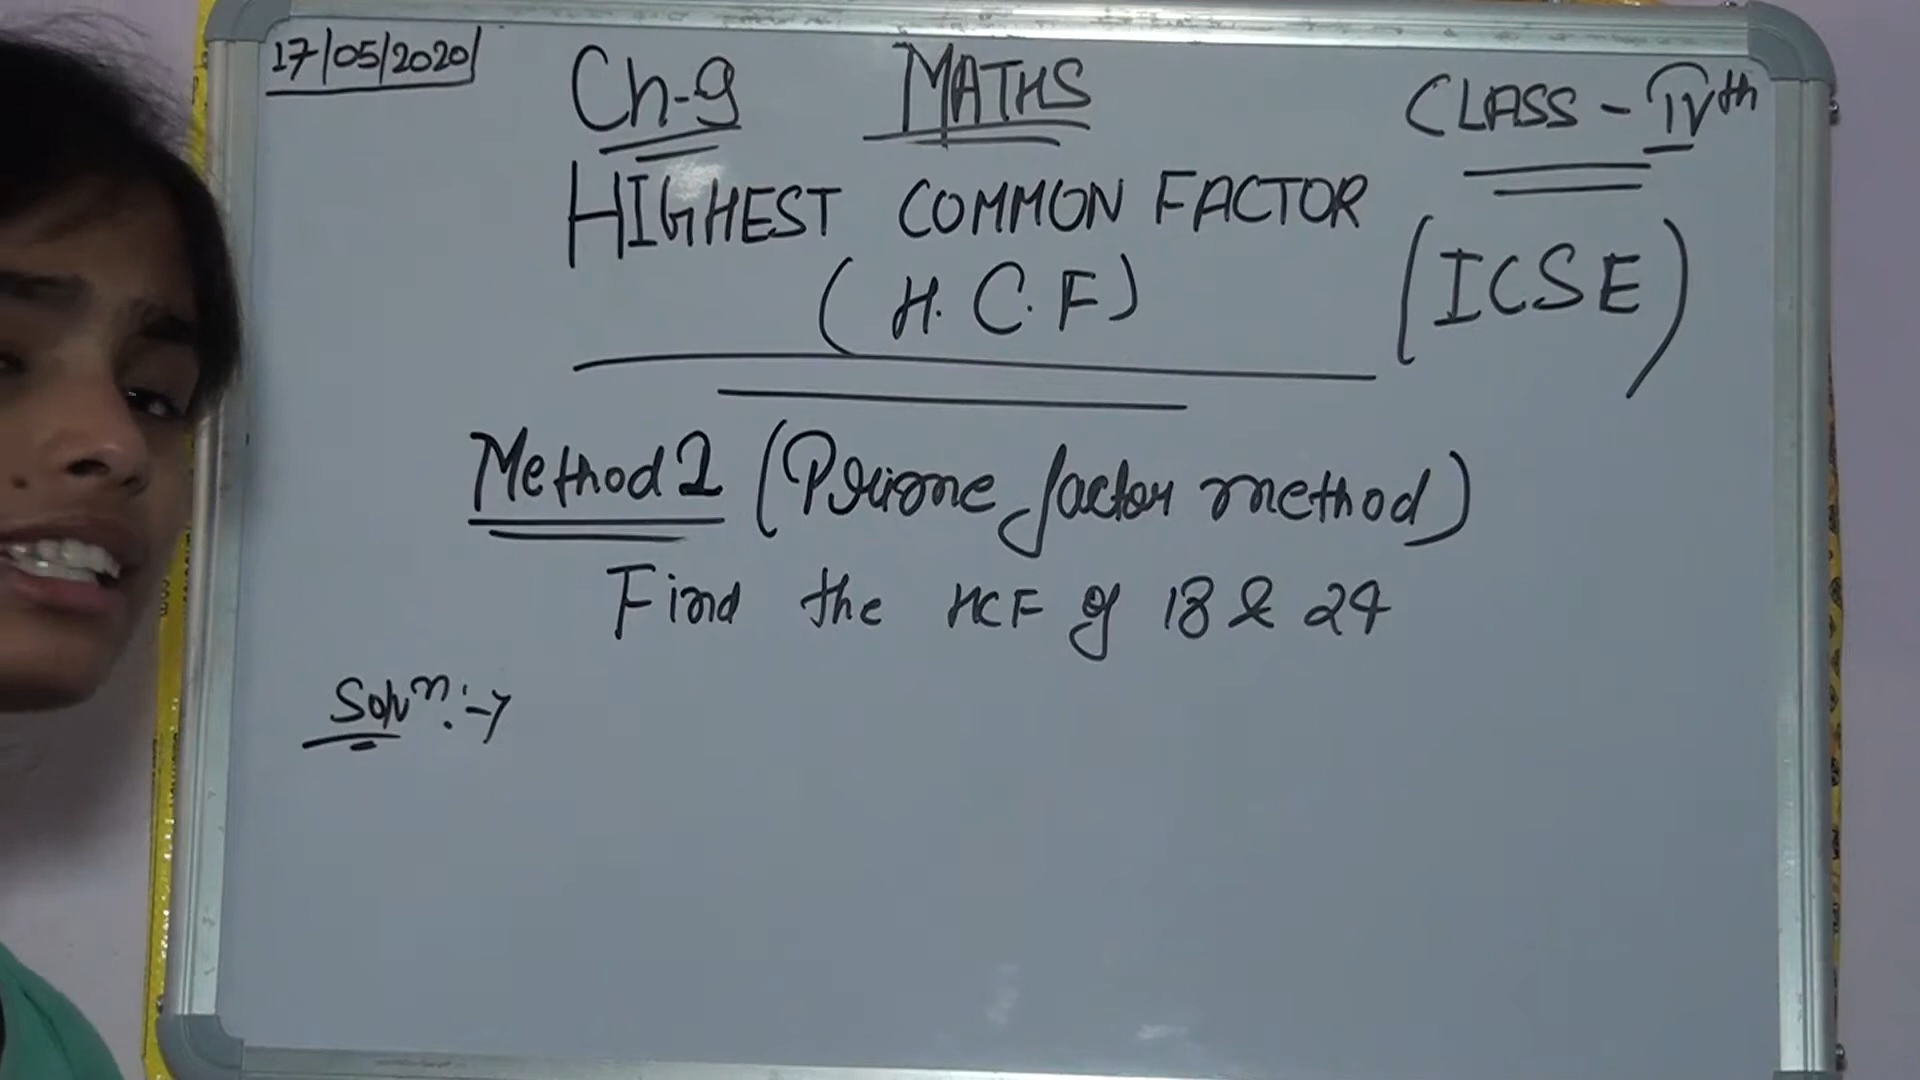 17/05/2020
Ch-9 MATHS CLASS - IVth
HIGHEST COMMON FACTOR
(H.C.F) (ICSE)
Method 2 (Prime factor method)
Find the HCF of 18 & 24
Solⁿ:→